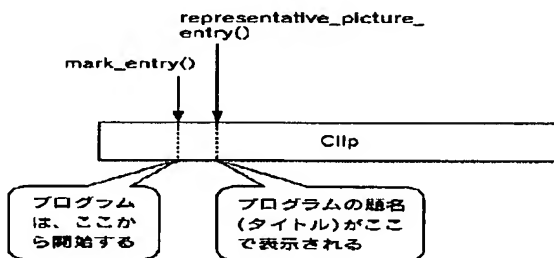 representative_picture_
entry()
mark_entry()
Clip
プログラム
は、ここか
ら開始する
プログラムの題名
(タイトル)がここ
で表示される